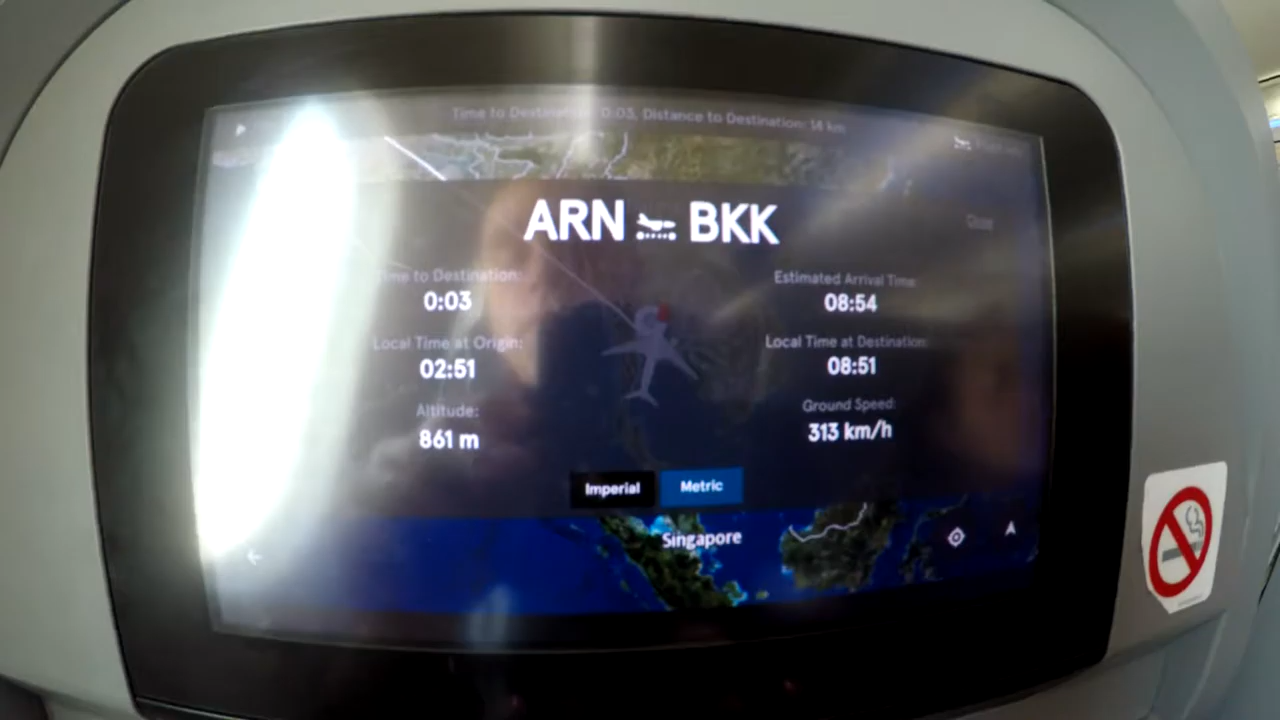 Time to Destination: 0:03, Distance to Destination: 14 km
ARN BKK
Close
Time to Destination:
0:03
Estimated Arrival Time:
08:54
Local Time at Origin:
02:51
Local Time at Destination:
08:51
Altitude:
861 m
Ground Speed:
313 km/h
Imperial
Metric
Singapore